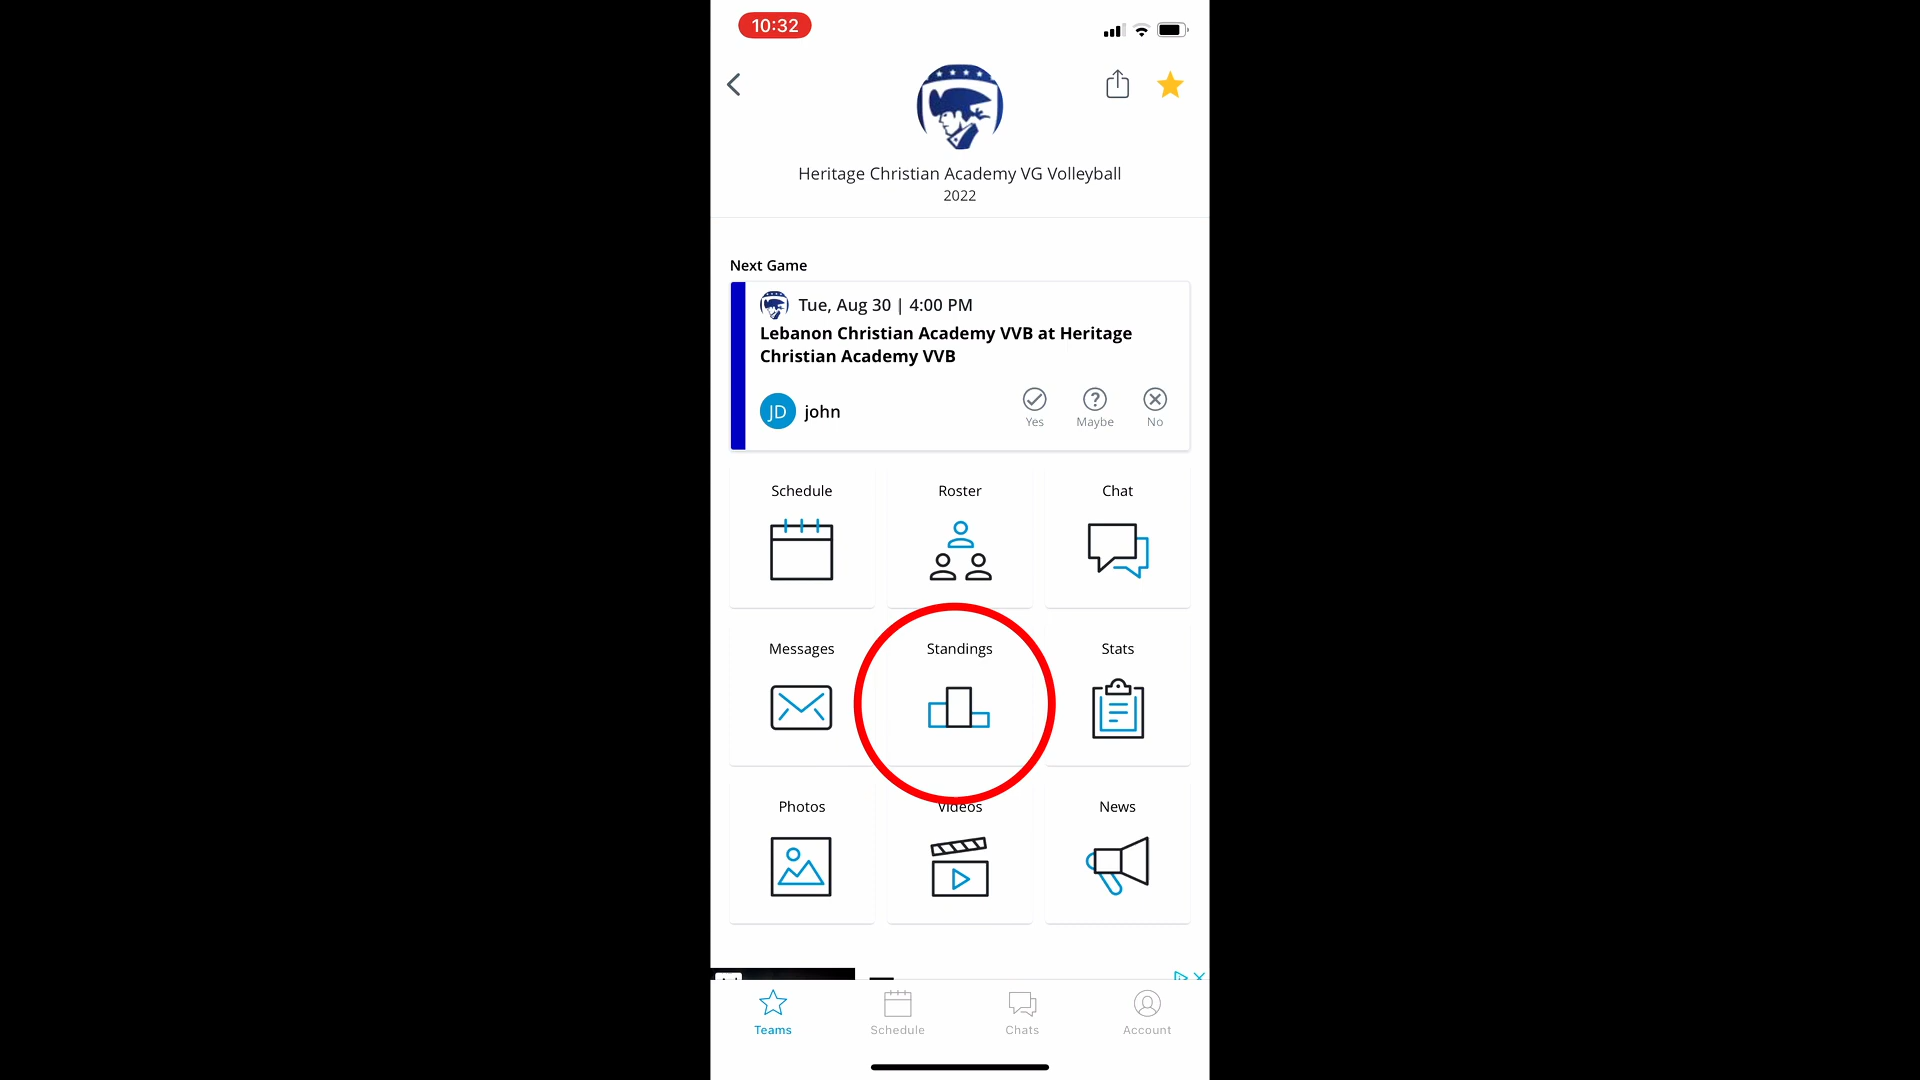 10:32
Heritage Christian Academy VG Volleyball
2022
Next Game
Tue, Aug 30 | 4:00 PM
Lebanon Christian Academy VVB at Heritage
Christian Academy VVB
JD john
Yes Maybe No
Schedule Roster Chat
Messages Standings Stats
Photos Videos News
Teams Schedule Chats Account